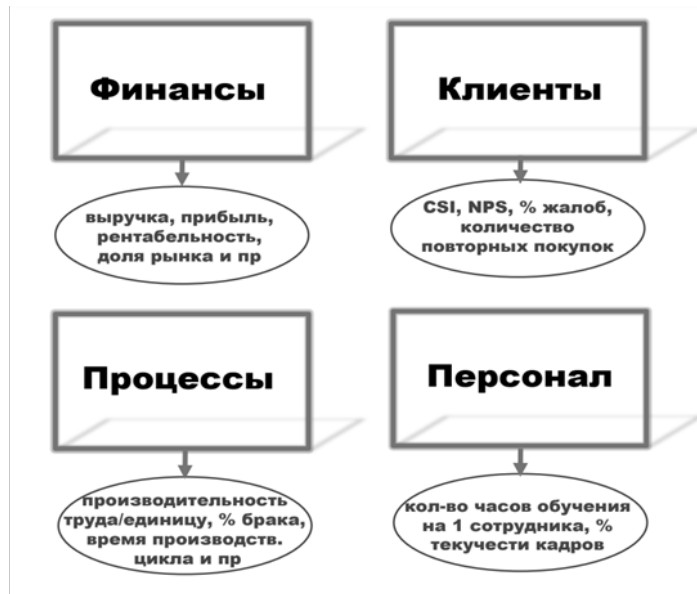 Финансы
выручка, прибыль,
рентабельность,
доля рынка и пр
Клиенты
CSI, NPS, % жалоб,
количество
повторных покупок
Процессы
производительность
труда/единицу, % брака,
время производств.
цикла и пр
Персонал
кол-во часов обучения
на 1 сотрудника, %
текучести кадров